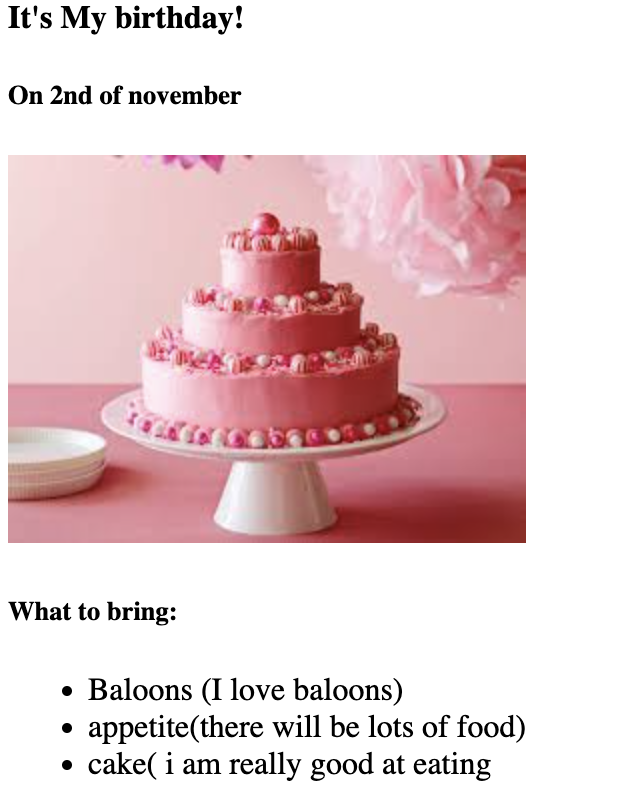 It's My birthday!
On 2nd of november
What to bring:
• Baloons (I love baloons)
• appetite(there will be lots of food)
• cake( i am really good at eating